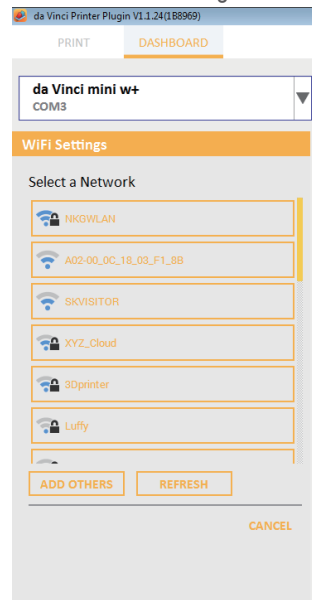 da Vinci Printer Plugin V1.1.24(1B8969)
PRINT DASHBOARD
da Vinci mini w+
COM3
WiFi Settings
Select a Network
NKGWLAN
A02-00_0C_18_03_F1_8B
SKVISITOR
XYZ_Cloud
3Dprinter
Luffy
ADD OTHERS REFRESH
CANCEL